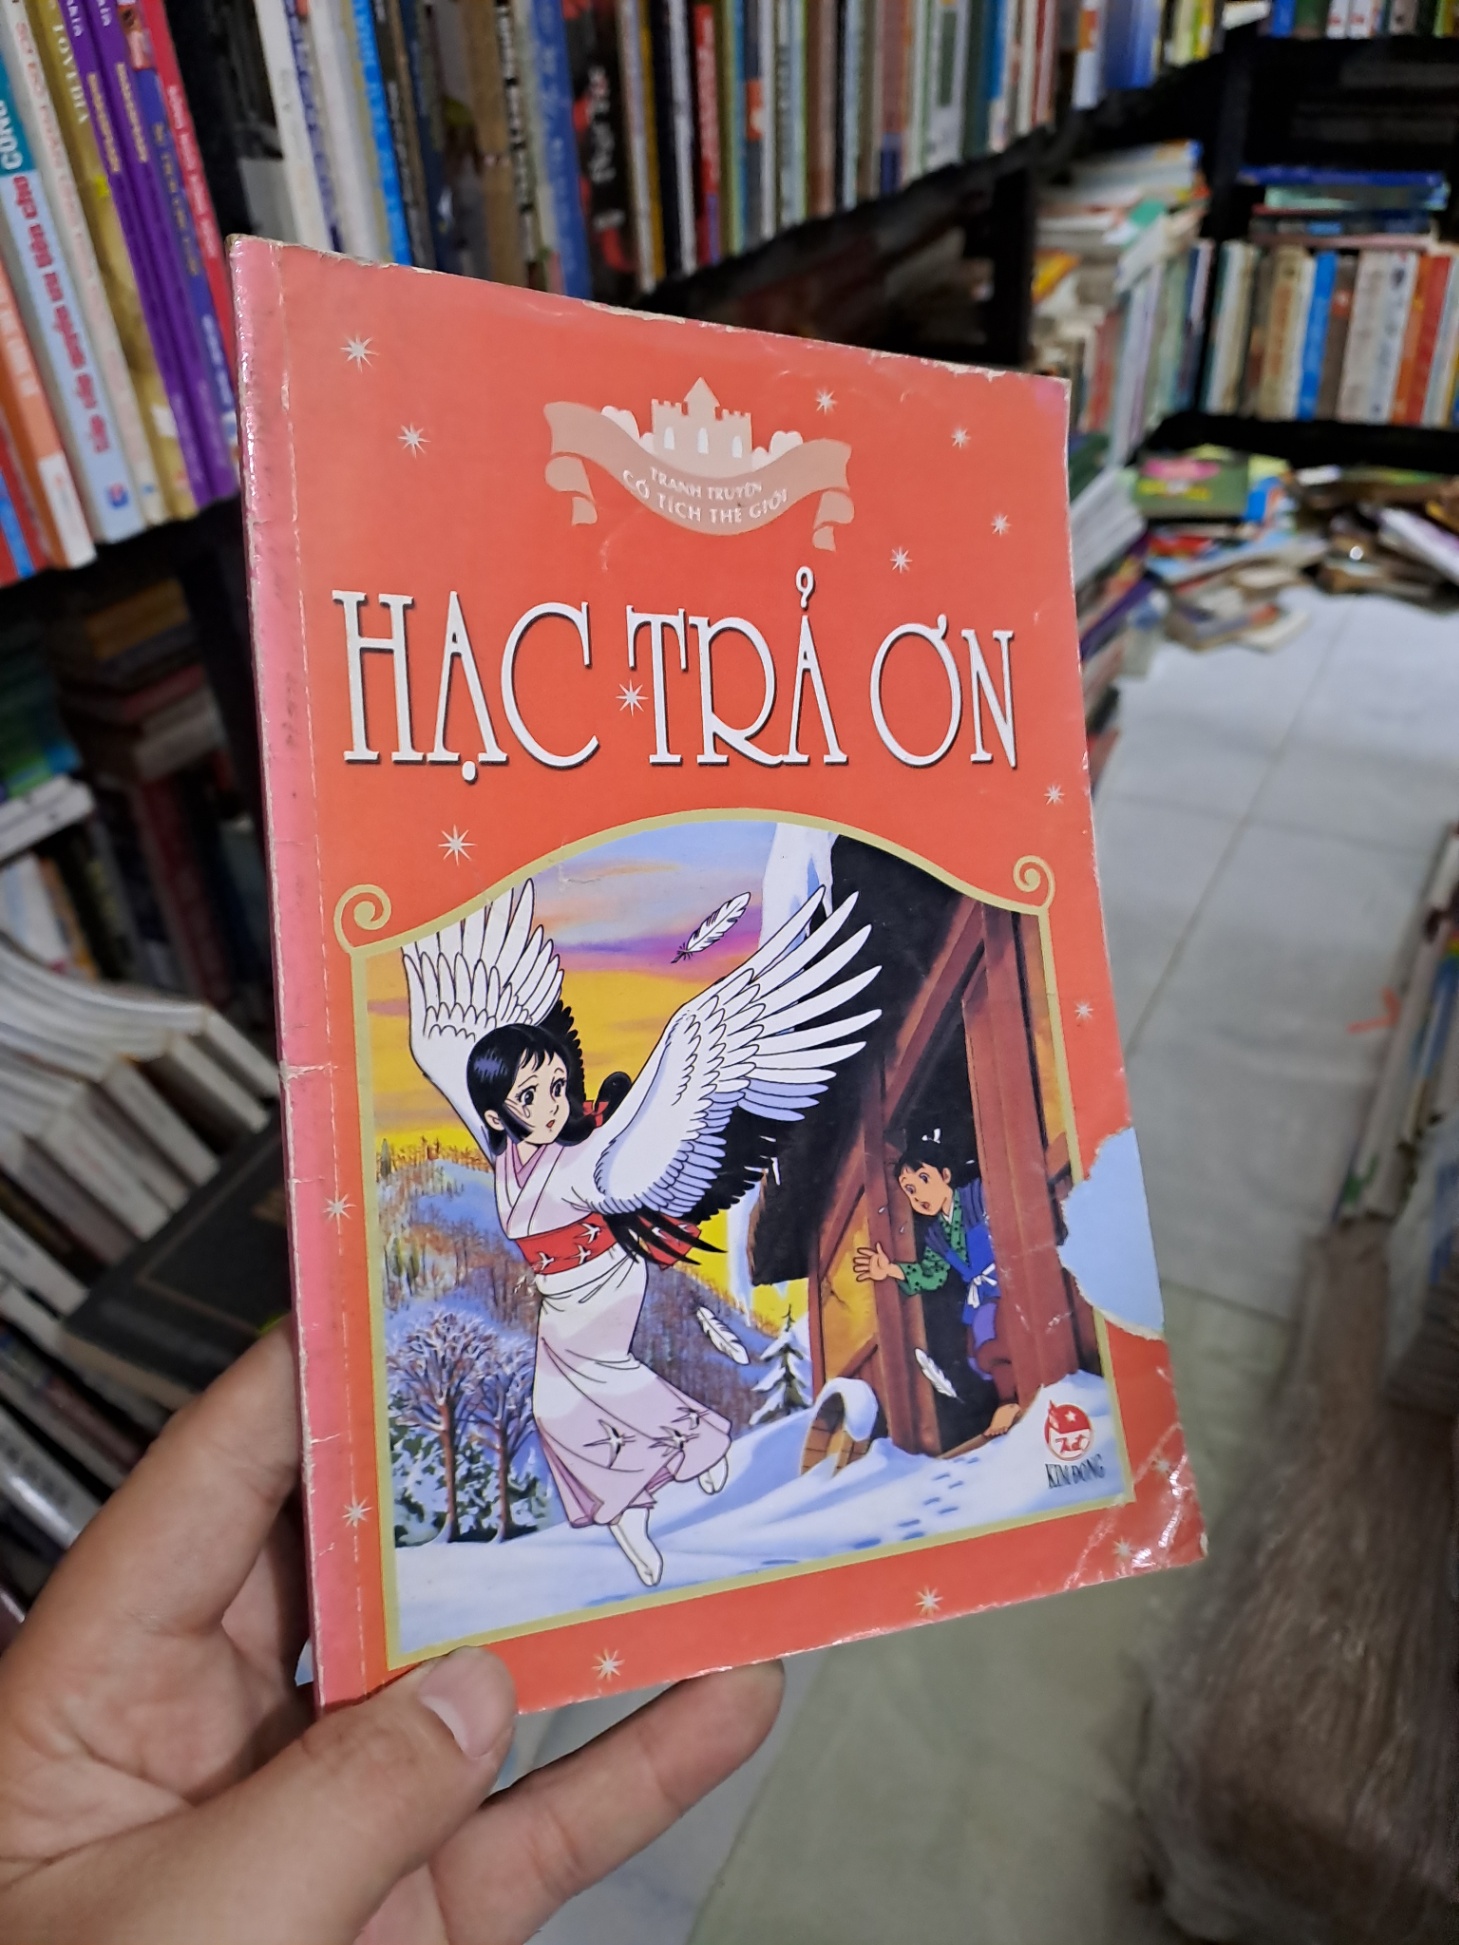 TRANH TRUYỆN
CỔ TÍCH THẾ GIỚI
HẠC TRẢ ƠN
KIM ĐỒNG